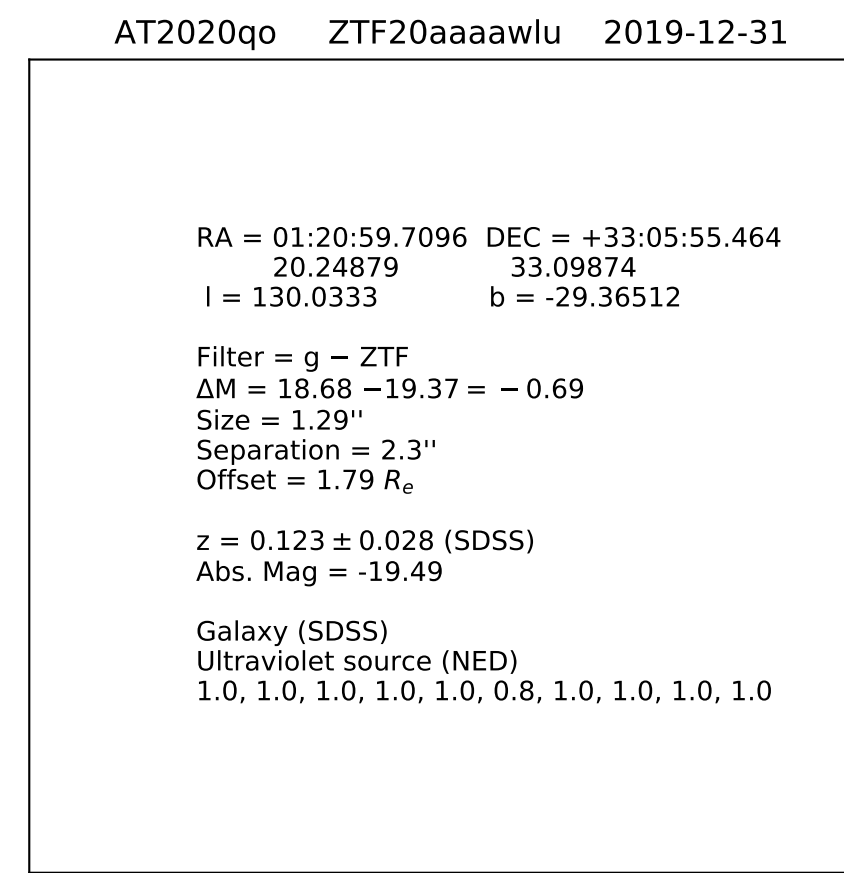 AT2020qo ZTF20aaaawlu 2019-12-31
RA = 01:20:59.7096 DEC = +33:05:55.464
20.24879 33.09874
l = 130.0333 b = -29.36512
Filter = g − ZTF
ΔM = 18.68 −19.37 = − 0.69
Size = 1.29''
Separation = 2.3''
Offset = 1.79 Rₑ
z = 0.123 ± 0.028 (SDSS)
Abs. Mag = -19.49
Galaxy (SDSS)
Ultraviolet source (NED)
1.0, 1.0, 1.0, 1.0, 1.0, 0.8, 1.0, 1.0, 1.0, 1.0